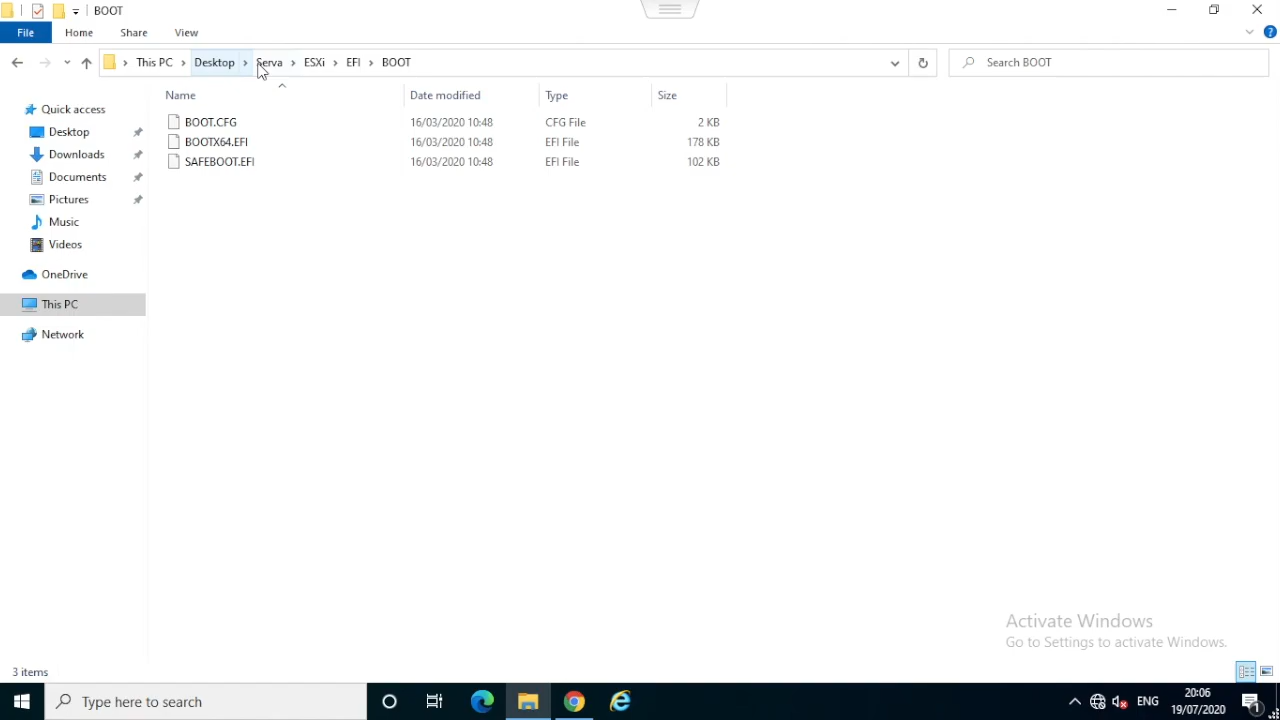 BOOT
File Home Share View
This PC Desktop Serva ESXi EFI BOOT Search BOOT
Name Date modified Type Size
Quick access
BOOT.CFG 16/03/2020 10:48 CFG File 2 KB
Desktop
BOOTX64.EFI 16/03/2020 10:48 EFI File 178 KB
Downloads
SAFEBOOT.EFI 16/03/2020 10:48 EFI File 102 KB
Documents
Pictures
Music
Videos
OneDrive
This PC
Network
Activate Windows
Go to Settings to activate Windows.
3 items
Type here to search
ENG
20:06
19/07/2020
1